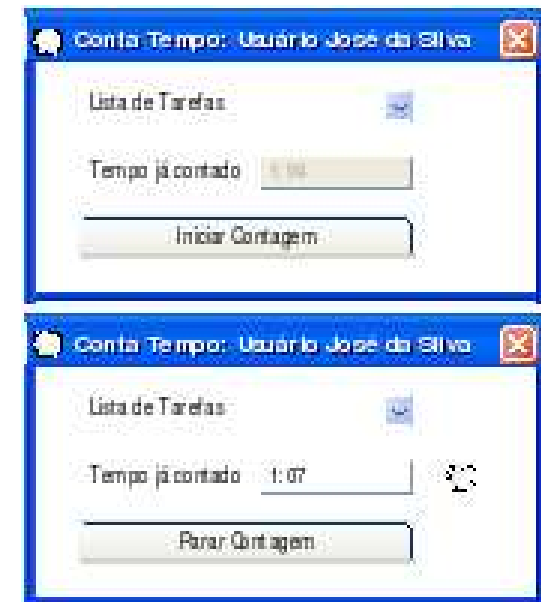 Conta Tempo: Usuário José da Silva
Lista de Tarefas
Tempo já contado
Iniciar Contagem
Conta Tempo: Usuário José da Silva
Lista de Tarefas
Tempo já contado 1:07
Parar Contagem